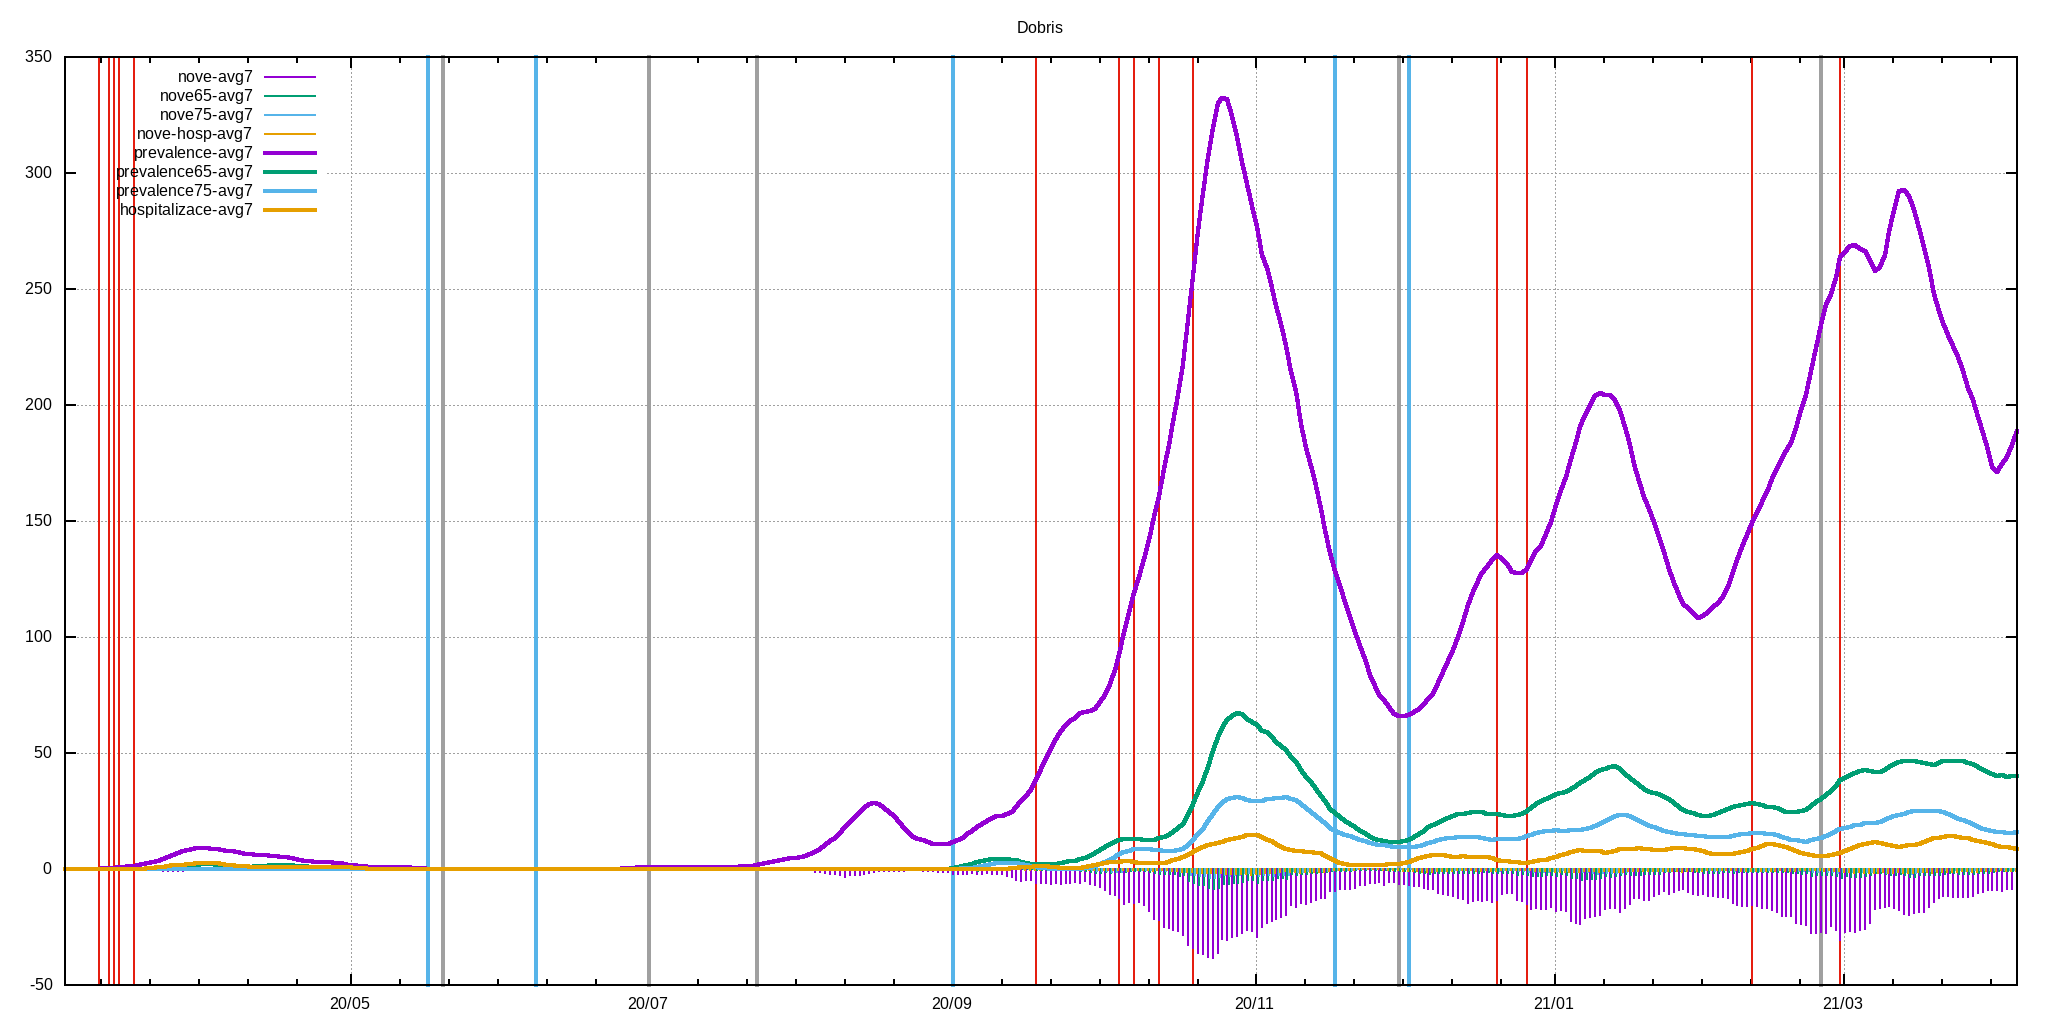 Dobris
350
300
250
200
150
100
50
0
-50
nove-avg7
nove65-avg7
nove75-avg7
nove-hosp-avg7
prevalence-avg7
prevalence65-avg7
prevalence75-avg7
hospitalizace-avg7
20/05 20/07 20/09 20/11 21/01 21/03